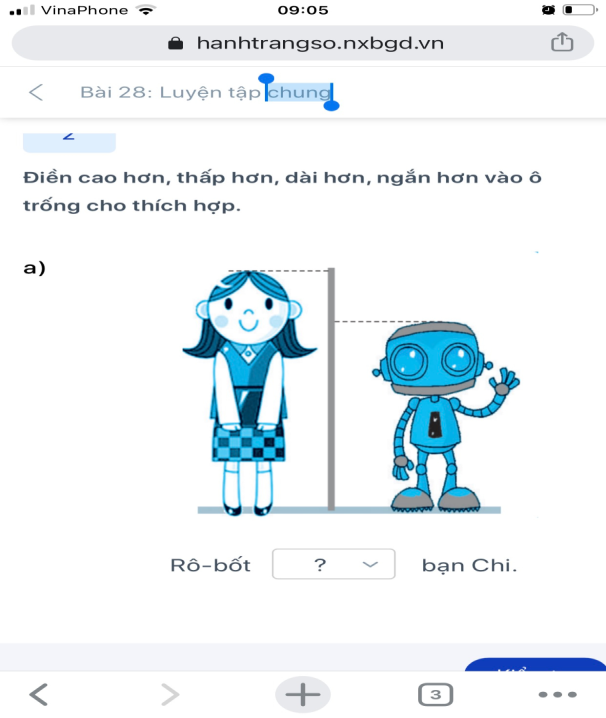 VinaPhone 09:05
hanhtrangso.nxbgd.vn
Bài 28: Luyện tập chung
2
Điền cao hơn, thấp hơn, dài hơn, ngắn hơn vào ô
trống cho thích hợp.
a)
Rô-bốt ? bạn Chi.
3